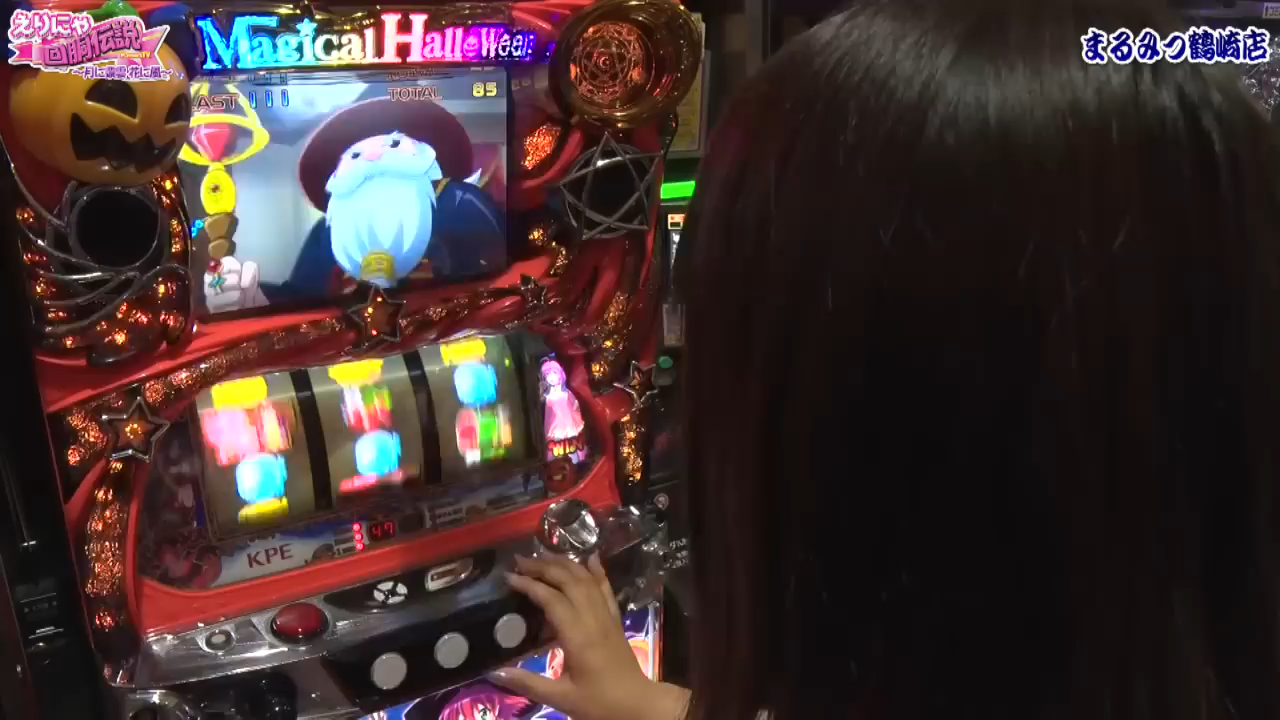 えりにゃ
回胴伝説
～月に叢雲、花に風～
Magical Halloween
まるみつ鶴崎店
LAST
TOTAL 85
47
KPE